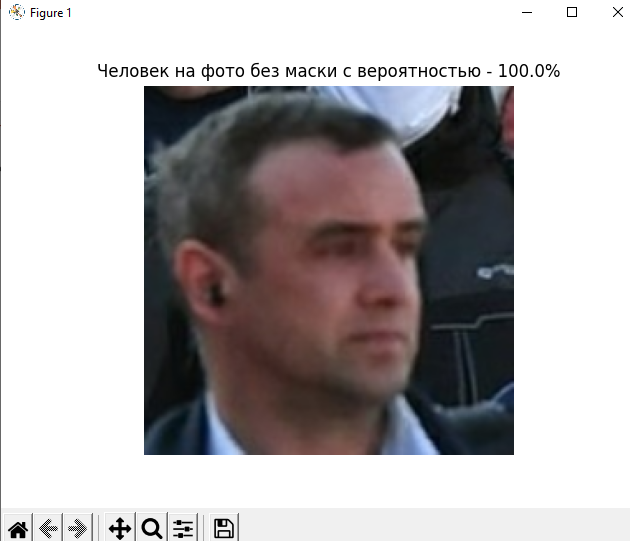 Figure 1
Человек на фото без маски с вероятностью - 100.0%